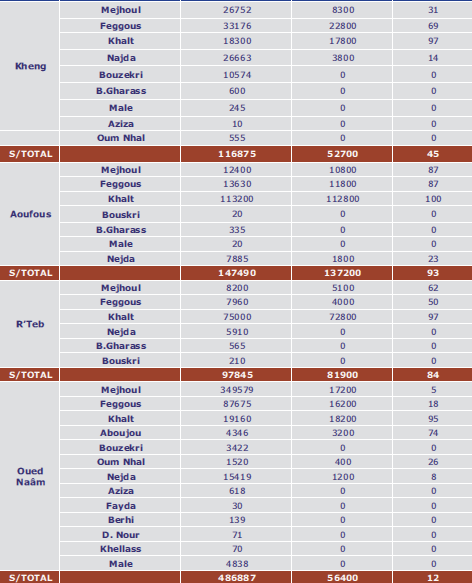 Mejhoul 26752 8300 31
Feggous 33176 22800 69
Khalt 18300 17800 97
Najda 26663 3800 14
Kheng
Bouzekri 10574 0 0
B.Gharass 600 0 0
Male 245 0 0
Aziza 10 0 0
Oum Nhal 555 0 0
S/TOTAL 116875 52700 45
Mejhoul 12400 10800 87
Feggous 13630 11800 87
Khalt 113200 112800 100
Aoufous Bouskri 20 0 0
B.Gharass 335 0 0
Male 20 0 0
Nejda 7885 1800 23
S/TOTAL 147490 137200 93
Mejhoul 8200 5100 62
Feggous 7960 4000 50
R'Teb Khalt 75000 72800 97
Nejda 5910 0 0
B.Gharass 565 0 0
Bouskri 210 0 0
S/TOTAL 97845 81900 84
Mejhoul 349579 17200 5
Feggous 87675 16200 18
Khalt 19160 18200 95
Aboujou 4346 3200 74
Bouzekri 3422 0 0
Oum Nhal 1520 400 26
Oued
Naâm
Nejda 15419 1200 8
Aziza 618 0 0
Fayda 30 0 0
Berhi 139 0 0
D. Nour 71 0 0
Khellass 70 0 0
Male 4838 0 0
S/TOTAL 486887 56400 12